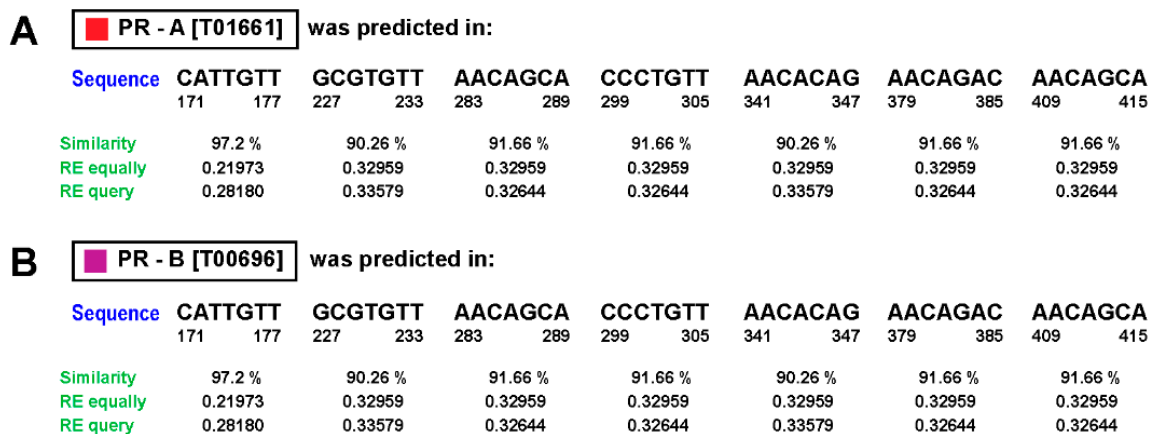 A PR - A [T01661] was predicted in:
Sequence CATTGTT GCGTGTT AACAGCA CCCTGTT AACACAG AACAGAC AACAGCA
171 177 227 233 283 289 299 305 341 347 379 385 409 415
Similarity 97.2 % 90.26 % 91.66 % 91.66 % 90.26 % 91.66 % 91.66 %
RE equally 0.21973 0.32959 0.32959 0.32959 0.32959 0.32959 0.32959
RE query 0.28180 0.33579 0.32644 0.32644 0.33579 0.32644 0.32644
B PR - B [T00696] was predicted in:
Sequence CATTGTT GCGTGTT AACAGCA CCCTGTT AACACAG AACAGAC AACAGCA
171 177 227 233 283 289 299 305 341 347 379 385 409 415
Similarity 97.2 % 90.26 % 91.66 % 91.66 % 90.26 % 91.66 % 91.66 %
RE equally 0.21973 0.32959 0.32959 0.32959 0.32959 0.32959 0.32959
RE query 0.28180 0.33579 0.32644 0.32644 0.33579 0.32644 0.32644